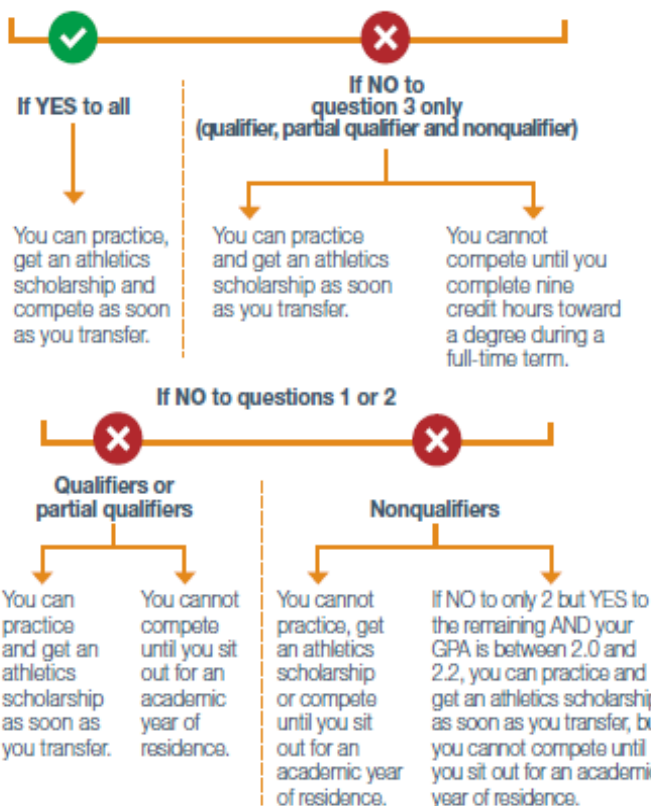 If YES to all
If NO to
question 3 only
(qualifier, partial qualifier and nonqualifier)
You can practice,
get an athletics
scholarship and
compete as soon
as you transfer.
You can practice
and get an athletics
scholarship as soon
as you transfer.
You cannot
compete until you
complete nine
credit hours toward
a degree during a
full-time term.
If NO to questions 1 or 2
Qualifiers or
partial qualifiers
Nonqualifiers
You can
practice
and get an
athletics
scholarship
as soon as
you transfer.
You cannot
compete
until you sit
out for an
academic
year of
residence.
You cannot
practice, get
an athletics
scholarship
or compete
until you sit
out for an
academic year
of residence.
If NO to only 2 but YES to
the remaining AND your
GPA is between 2.0 and
2.2, you can practice and
get an athletics scholarship
as soon as you transfer, bu
you cannot compete until
you sit out for an academic
year of residence.